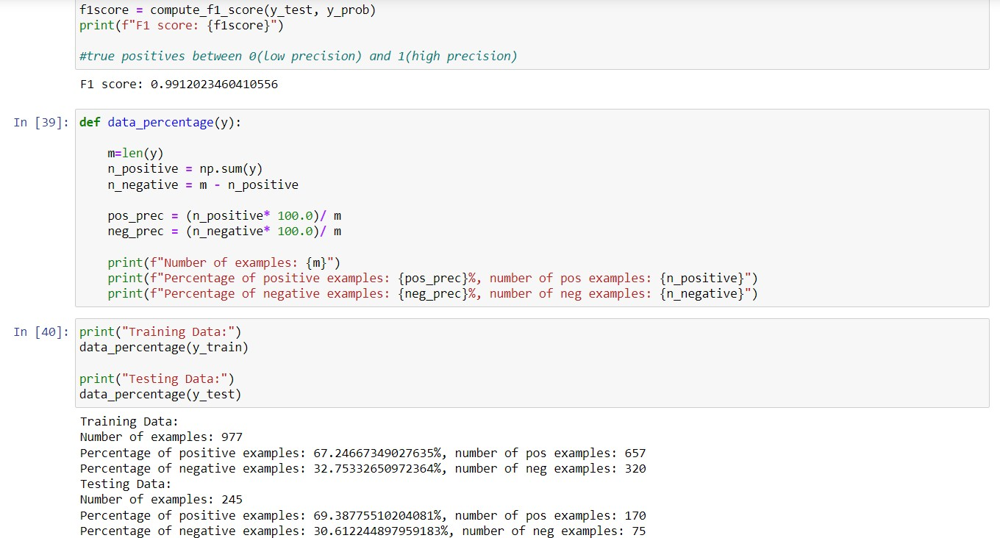 f1score = compute_f1_score(y_test, y_prob)
print(f"F1 score: {f1score}")
#true positives between 0(low precision) and 1(high precision)
F1 score: 0.9912023460410556
In [39]: def data_percentage(y):
m=len(y)
n_positive = np.sum(y)
n_negative = m - n_positive
pos_prec = (n_positive* 100.0)/ m
neg_prec = (n_negative* 100.0)/ m
print(f"Number of examples: {m}")
print(f"Percentage of positive examples: {pos_prec}%, number of pos examples: {n_positive}")
print(f"Percentage of negative examples: {neg_prec}%, number of neg examples: {n_negative}")
In [40]: print("Training Data:")
data_percentage(y_train)
print("Testing Data:")
data_percentage(y_test)
Training Data:
Number of examples: 977
Percentage of positive examples: 67.24667349027635%, number of pos examples: 657
Percentage of negative examples: 32.75332650972364%, number of neg examples: 320
Testing Data:
Number of examples: 245
Percentage of positive examples: 69.38775510204081%, number of pos examples: 170
Percentage of negative examples: 30.612244897959183%, number of neg examples: 75